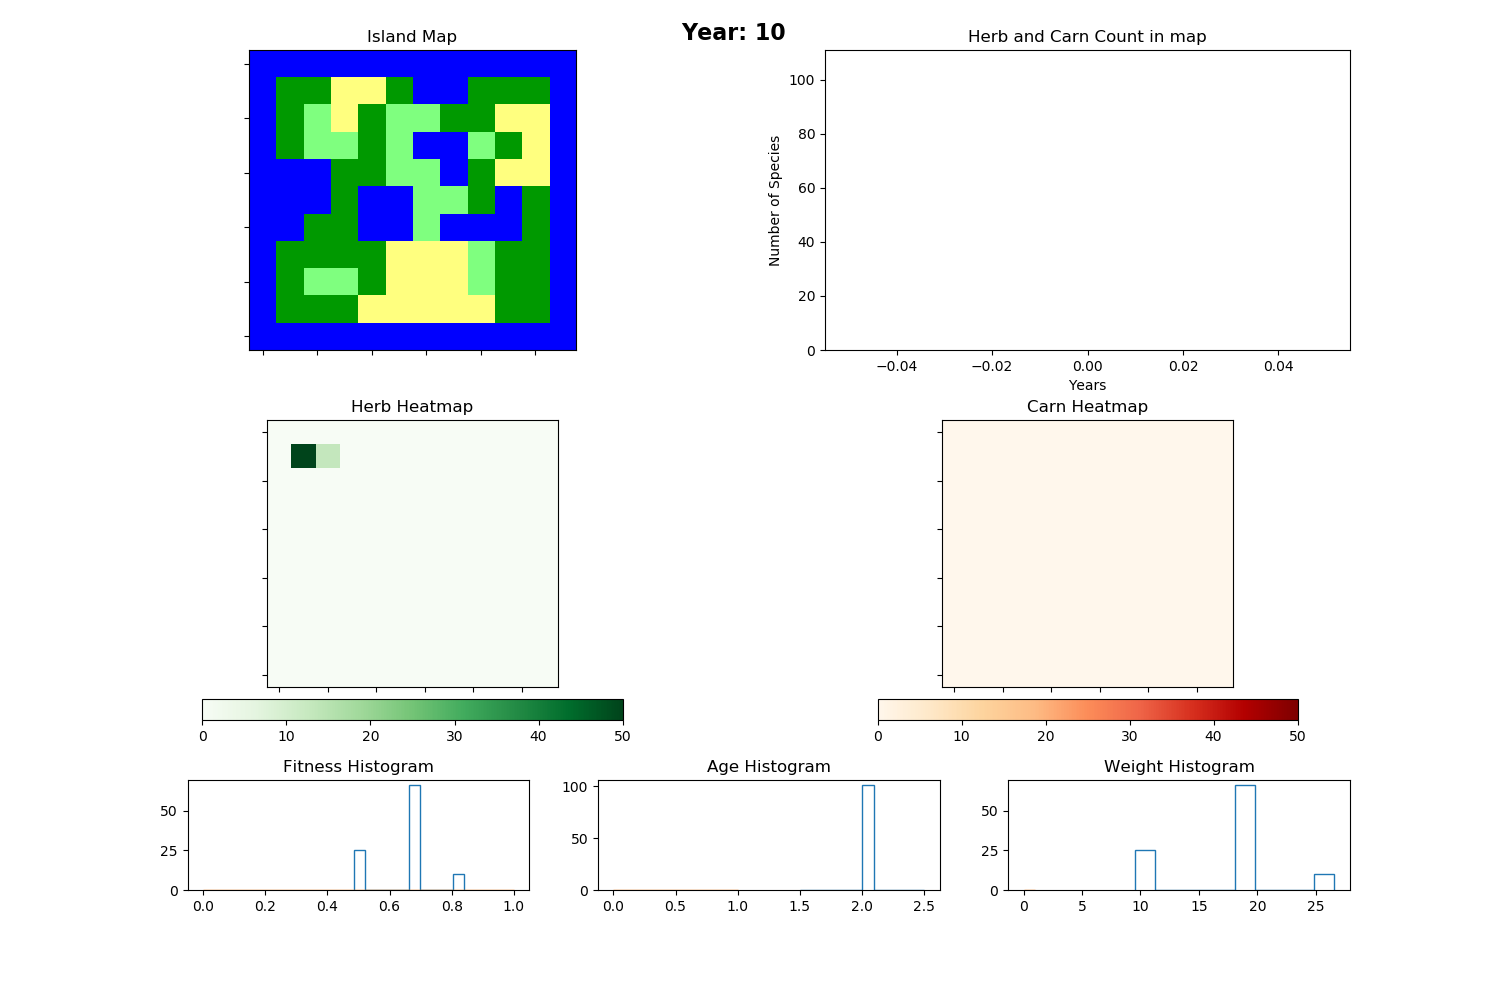 Year: 10
Island Map
Herb and Carn Count in map
100
80
60
40
20
0
Number of Species
−0.04 −0.02 0.00 0.02 0.04
Years
Herb Heatmap
Carn Heatmap
0 10 20 30 40 50
0 10 20 30 40 50
Fitness Histogram
50
25
0
0.0 0.2 0.4 0.6 0.8 1.0
Age Histogram
100
50
0
0.0 0.5 1.0 1.5 2.0 2.5
Weight Histogram
50
25
0
0 5 10 15 20 25